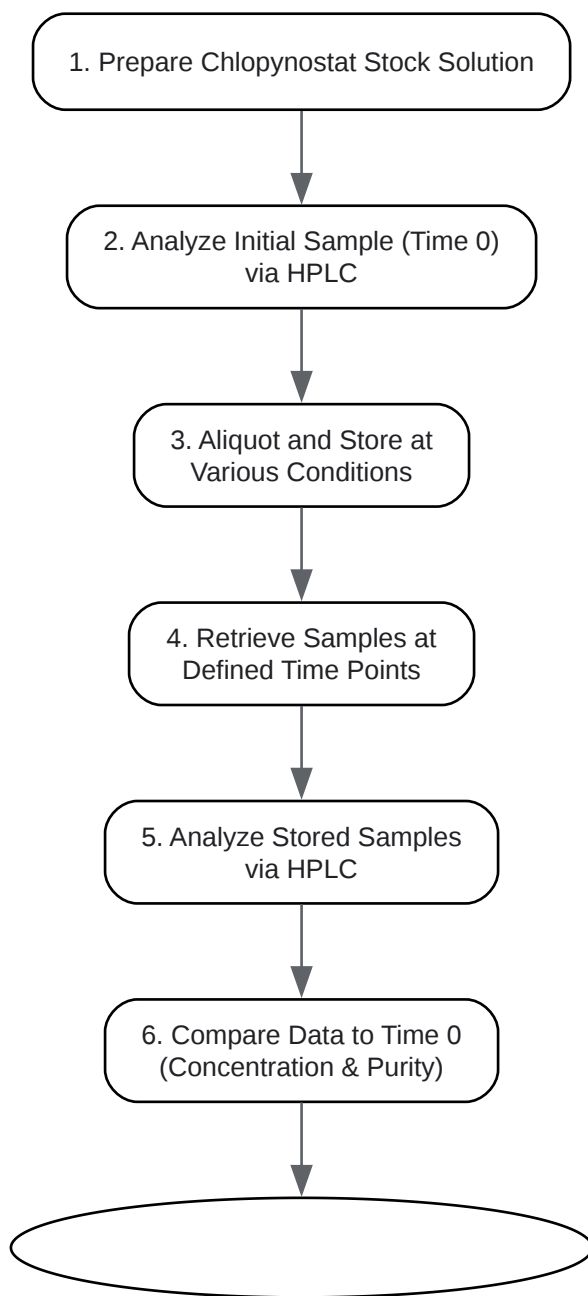 1. Prepare Chlopynostat Stock Solution
2. Analyze Initial Sample (Time 0)
via HPLC
3. Aliquot and Store at
Various Conditions
4. Retrieve Samples at
Defined Time Points
5. Analyze Stored Samples
via HPLC
6. Compare Data to Time 0
(Concentration & Purity)